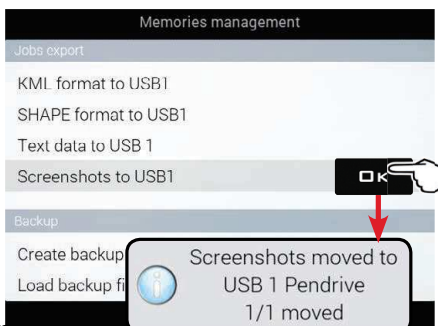 Memories management
Jobs export
KML format to USB1
SHAPE format to USB1
Text data to USB 1
Screenshots to USB1
OK
Backup
Create backup
Load backup fi
Screenshots moved to
USB 1 Pendrive
1/1 moved